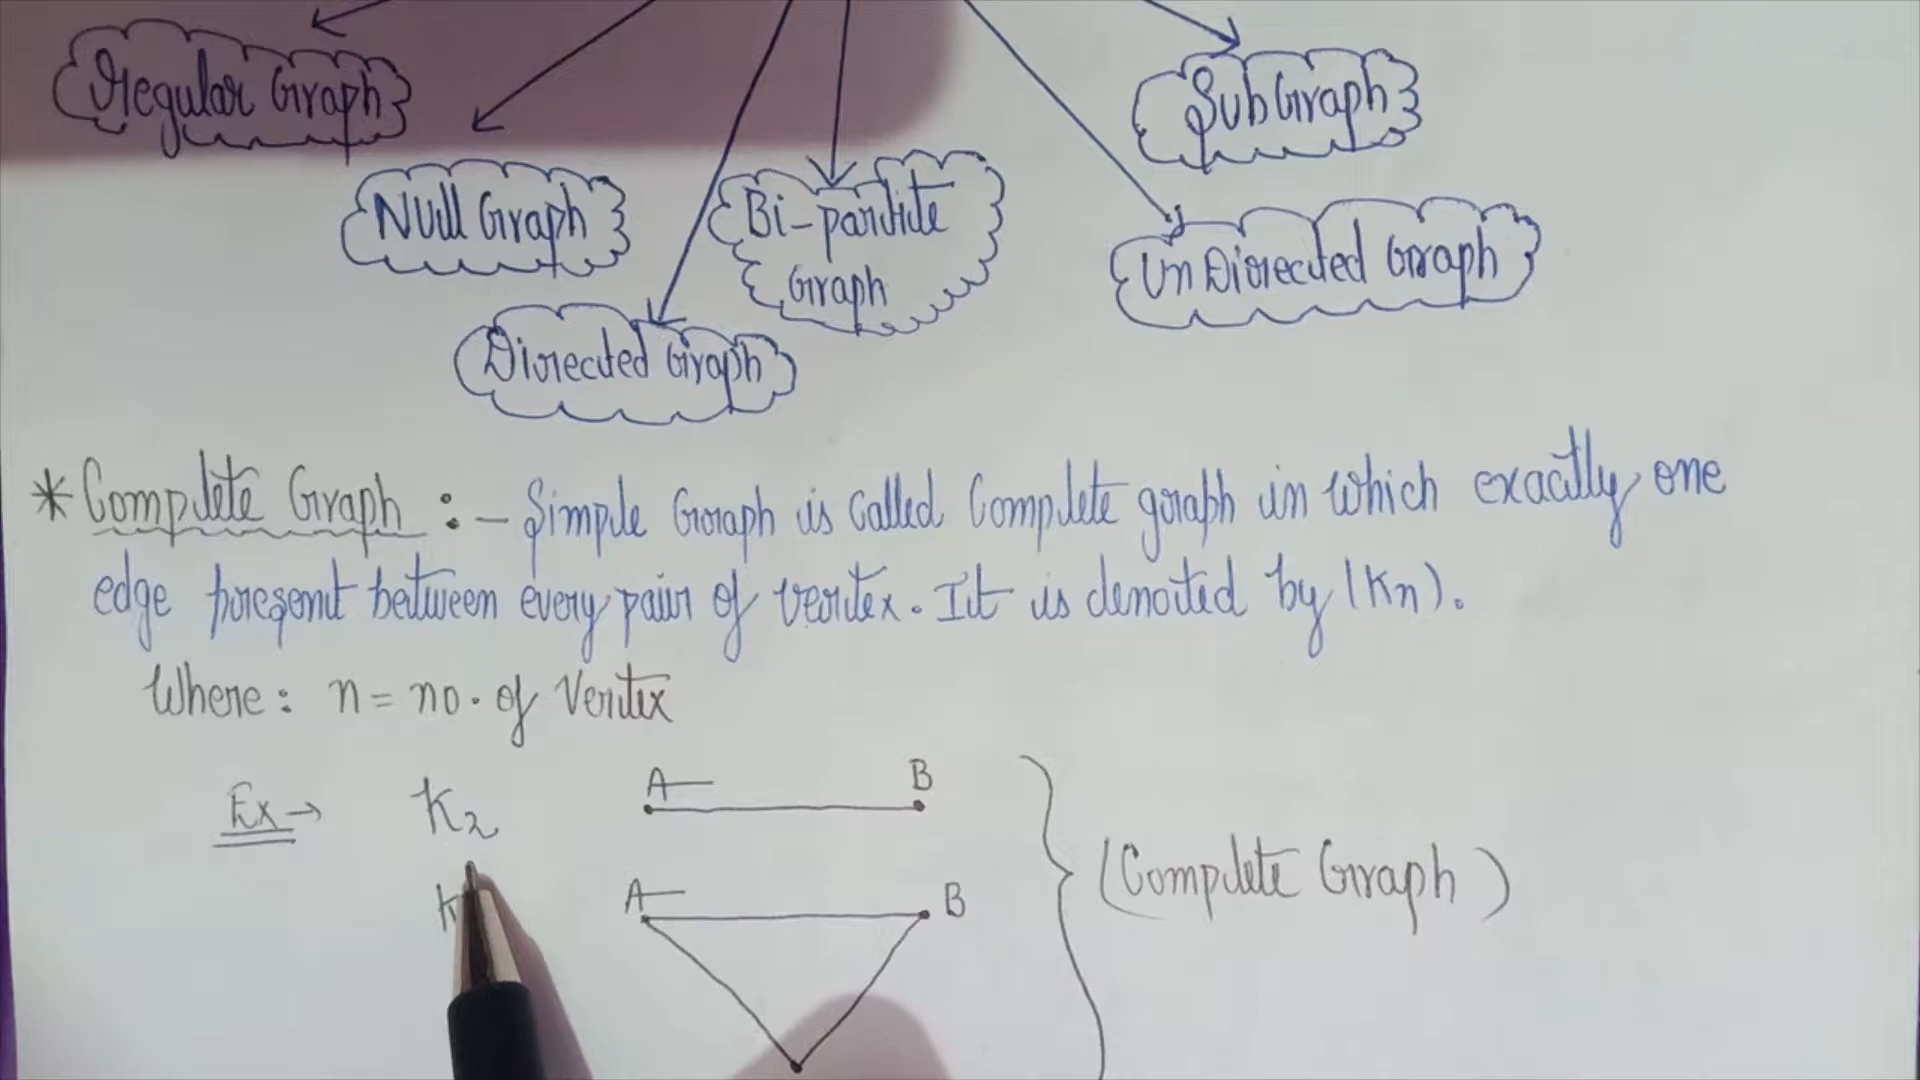 Regular Graph
SubGraph
Null Graph
Bi-partite
Graph
UnDirected Graph
Directed Graph
* Complete Graph :- Simple Graph is called Complete graph in which exactly one
edge present between every pair of vertex. It is denoted by (Kn).
Where: n = no. of Vertex
Ex→ K2
A B
K
A B
(Complete Graph)